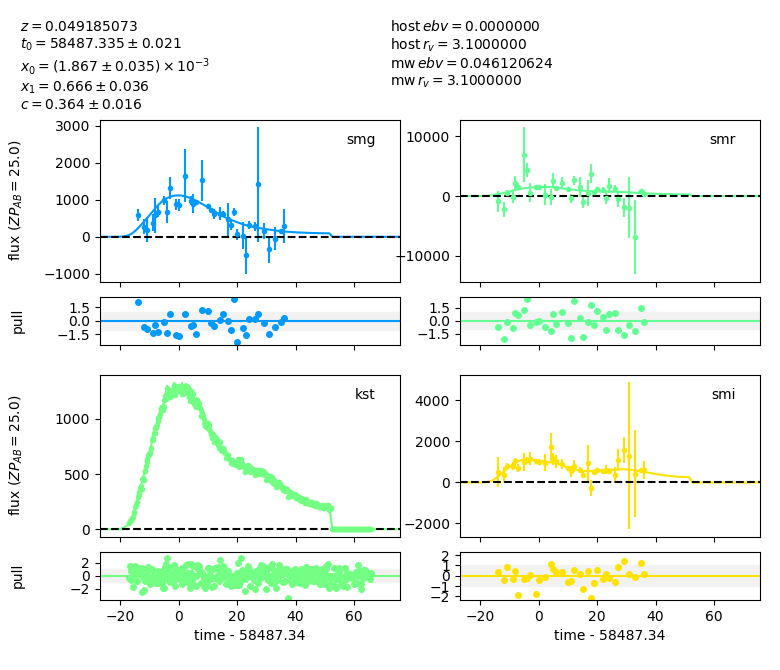 z = 0.049185073
t₀ = 58487.335 ± 0.021
x₀ = (1.867 ± 0.035) × 10⁻³
x₁ = 0.666 ± 0.036
c = 0.364 ± 0.016
host ebv = 0.0000000
host r_v = 3.1000000
mw ebv = 0.046120624
mw r_v = 3.1000000
flux (ZP_AB = 25.0)
3000
2000
1000
0
−1000
smg
10000
0
−10000
smr
pull
1.5
0.0
−1.5
1.5
0.0
−1.5
flux (ZP_AB = 25.0)
1000
500
0
kst
4000
2000
0
−2000
smi
pull
2
0
−2
2
1
0
−1
−2
−20 0 20 40 60
−20 0 20 40 60
time - 58487.34
time - 58487.34